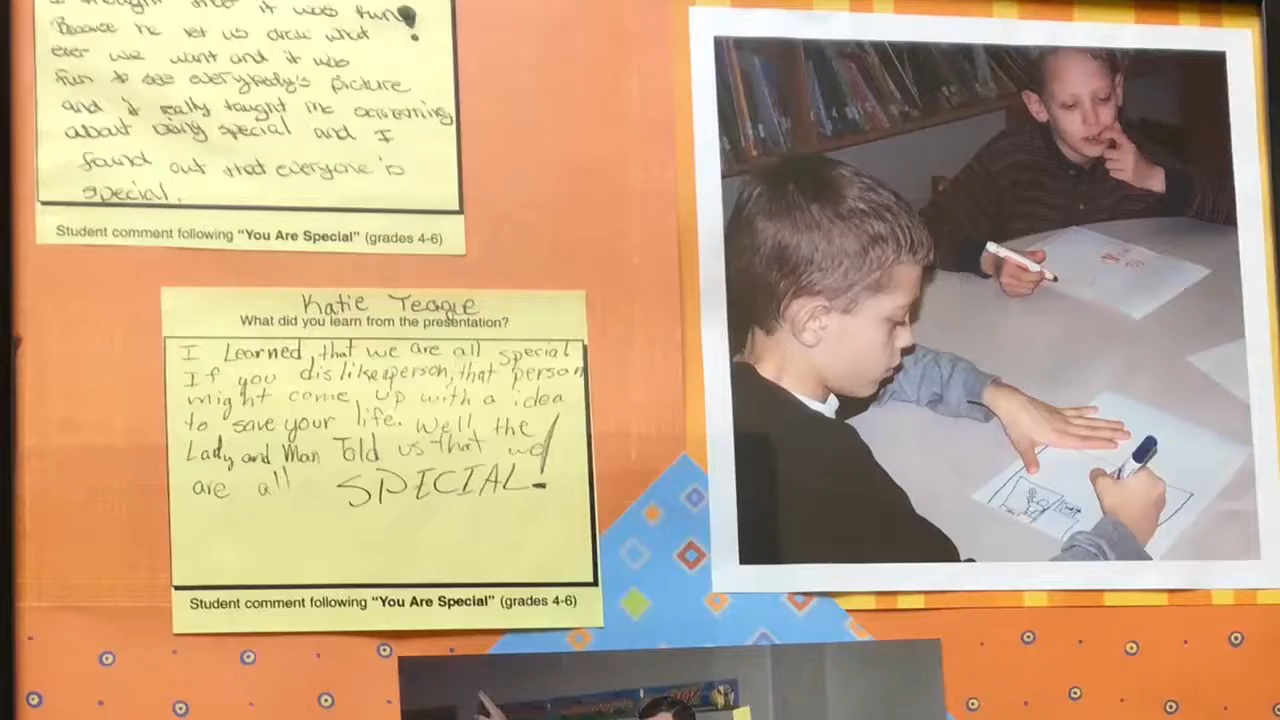 I thought that it was fun!
Because he let us draw what
ever we want and it was
fun to see everybody's picture
and it really taught me
about being special and I
found out that everyone is
special.
Student comment following "You Are Special" (grades 4-6)
Katie Teague
What did you learn from the presentation?
I Learned, that we are all special
If you dislike a person, that person
might come up with a idea
to save your life. Well the
Lady and Man Told us that we
are all SPECIAL!
Student comment following "You Are Special" (grades 4-6)